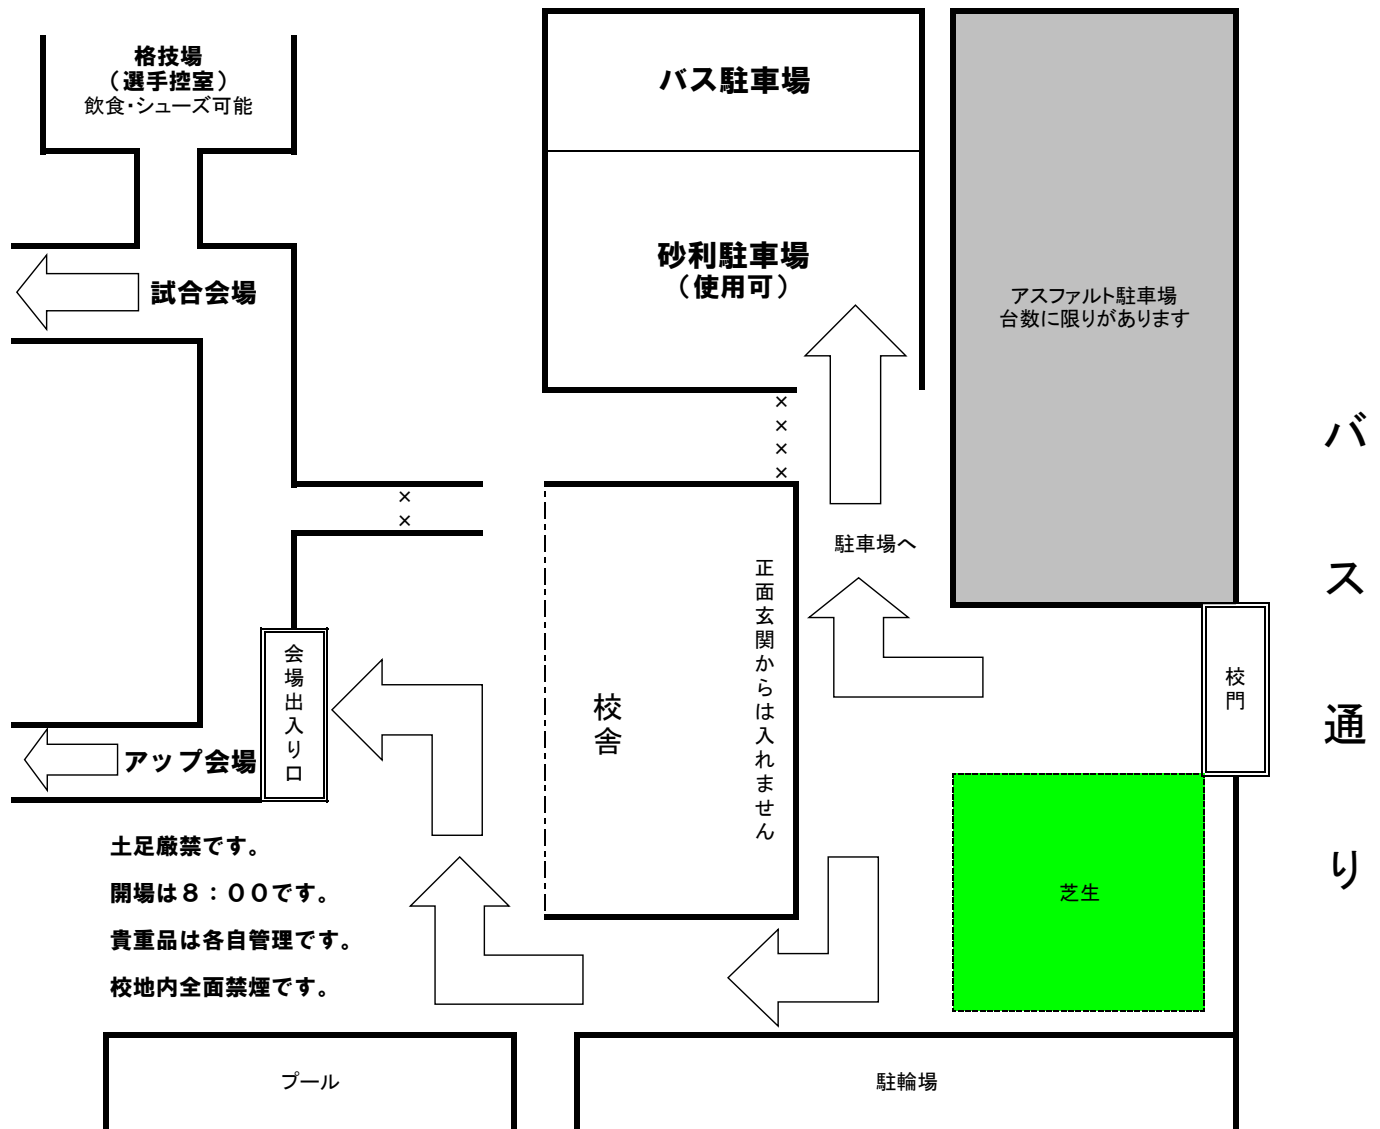 格技場
（選手控室）
飲食・シューズ可能
バス駐車場
砂利駐車場
（使用可）
アスファルト駐車場
台数に限りがあります
試合会場
×
×
×
×
×
×
駐車場へ
バス通り
正面玄関からは入れません
校舎
校門
会場出入り口
アップ会場
土足厳禁です。
開場は８：００です。
貴重品は各自管理です。
校地内全面禁煙です。
芝生
プール
駐輪場